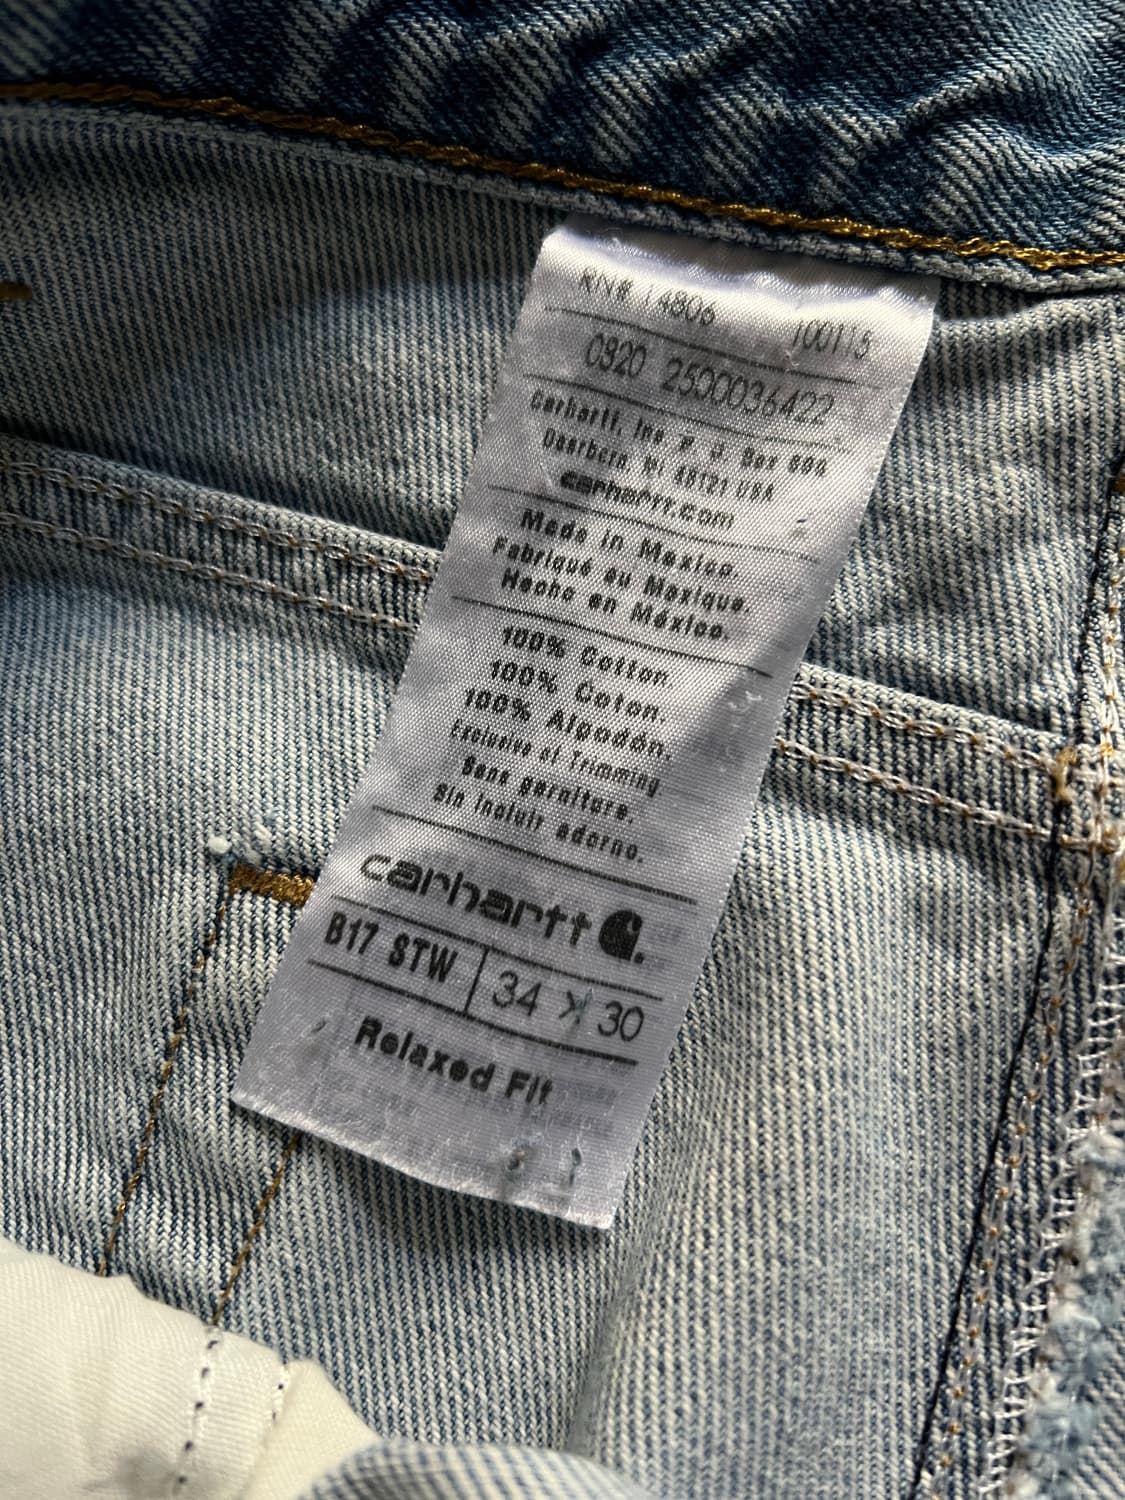 RN# 14806 100115
0820 2500036422
Carhartt, Inc P. O. Box 600
Dearborn, MI 48121 USA
carhartt.com
Made in Mexico.
Fabriqué au Mexique.
Hecho en México.
100% Cotton.
100% Coton.
100% Algodón.
Exclusive of Trimming
Sans garniture.
Sin incluir adorno.
carhartt
B17 STW 34 X 30
Relaxed Fit